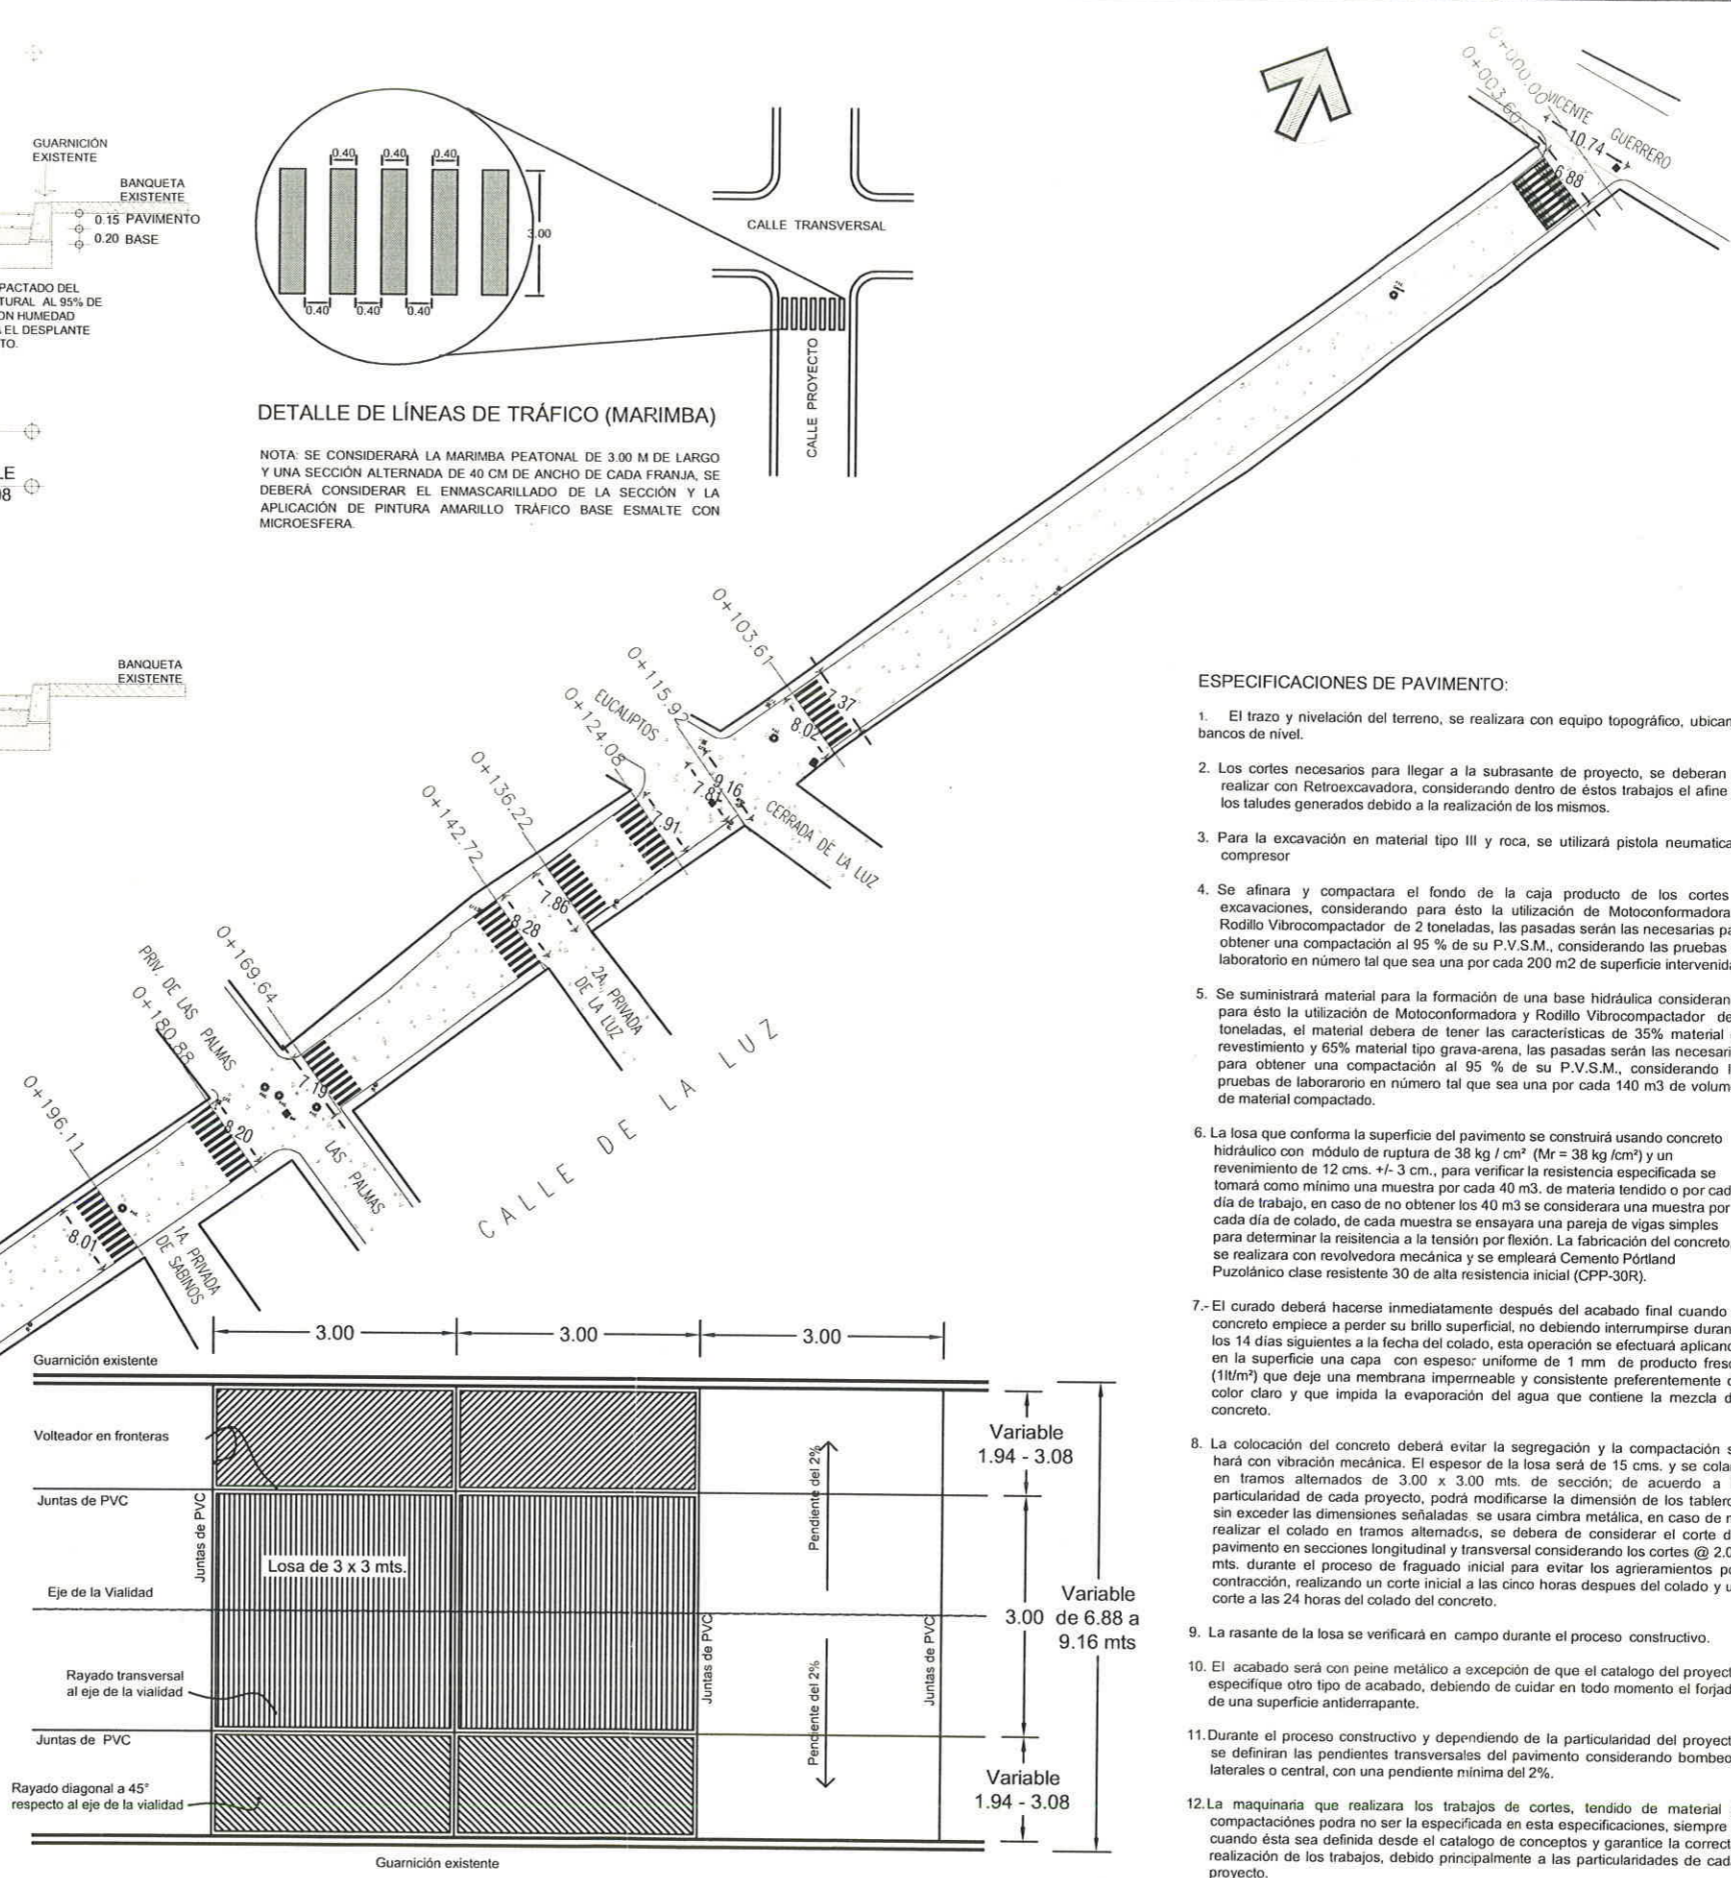 GUARNICIÓN
EXISTENTE
BANQUETA
EXISTENTE
0.15 PAVIMENTO
0.20 BASE
AL 95% DE
HUMEDAD
EL DESPLANTE
BANQUETA
EXISTENTE
0.40 0.40 0.40
3.00
0.40 0.40 0.40
CALLE TRANSVERSAL
CALLE PROYECTO
DETALLE DE LÍNEAS DE TRÁFICO (MARIMBA)
NOTA: SE CONSIDERARÁ LA MARIMBA PEATONAL DE 3.00 M DE LARGO
Y UNA SECCIÓN ALTERNADA DE 40 CM DE ANCHO DE CADA FRANJA, SE
DEBERÁ CONSIDERAR EL ENMASCARILLADO DE LA SECCIÓN Y LA
APLICACIÓN DE PINTURA AMARILLO TRÁFICO BASE ESMALTE CON
MICROESFERA.
0+000.00
0+003.60
VICENTE GUERRERO
10.74
6.88
0+103.61
7.37
8.02
0+115.92
EUCALIPTOS
0+124.08
9.16
7.81
7.91
CERRADA DE LA LUZ
0+136.22
0+142.72
7.86
8.28
2A. PRIVADA
DE LA LUZ
0+169.64
PRIV. DE LAS PALMAS
0+180.88
7.19
8.20
LAS PALMAS
0+196.11
8.01
1A. PRIVADA
DE SABINOS
CALLE DE LA LUZ
3.00 3.00 3.00
Guarnición existente
Volteador en fronteras
Juntas de PVC
Juntas de PVC
Losa de 3 x 3 mts.
Eje de la Vialidad
Rayado transversal
al eje de la vialidad
Juntas de PVC
Rayado diagonal a 45°
respecto al eje de la vialidad
Guarnición existente
Juntas de PVC
Pendiente del 2%
Pendiente del 2%
Juntas de PVC
Variable
1.94 - 3.08
3.00
Variable
de 6.88 a
9.16 mts
Variable
1.94 - 3.08
ESPECIFICACIONES DE PAVIMENTO:
1. El trazo y nivelación del terreno, se realizara con equipo topográfico,
bancos de nivel.
2. Los cortes necesarios para llegar a la subrasante de proyecto, se deberan
realizar con Retroexcavadora, considerando dentro de éstos trabajos el afine
los taludes generados debido a la realización de los mismos.
3. Para la excavación en material tipo III y roca, se utilizará pistola neumatica
compresor
4. Se afinara y compactara el fondo de la caja producto de los cortes
excavaciones, considerando para ésto la utilización de Motoconformadora
Rodillo Vibrocompactador de 2 toneladas, las pasadas serán las necesarias
obtener una compactación al 95 % de su P.V.S.M., considerando las pruebas
laboratorio en número tal que sea una por cada 200 m2 de superficie
5. Se suministrará material para la formación de una base hidráulica
para ésto la utilización de Motoconformadora y Rodillo Vibrocompactador de
toneladas, el material debera de tener las características de 35% material
revestimiento y 65% material tipo grava-arena, las pasadas serán las
para obtener una compactación al 95 % de su P.V.S.M., considerando
pruebas de laborarorio en número tal que sea una por cada 140 m3 de
de material compactado.
6. La losa que conforma la superficie del pavimento se construirá usando concreto
hidráulico con módulo de ruptura de 38 kg / cm² (Mr = 38 kg /cm²) y un
revenimiento de 12 cms. +/- 3 cm., para verificar la resistencia especificada se
tomará como mínimo una muestra por cada 40 m3. de materia tendido o por
día de trabajo, en caso de no obtener los 40 m3 se considerara una muestra por
cada día de colado, de cada muestra se ensayara una pareja de vigas simples
para determinar la reisitencia a la tensión por flexión. La fabricación del concreto
se realizara con revolvedora mecánica y se empleará Cemento Pórtland
Puzolánico clase resistente 30 de alta resistencia inicial (CPP-30R).
7.- El curado deberá hacerse inmediatamente después del acabado final cuando
concreto empiece a perder su brillo superficial, no debiendo interrumpirse
los 14 días siguientes a la fecha del colado, esta operación se efectuará
en la superficie una capa con espesor uniforme de 1 mm de producto
(1lt/m²) que deje una membrana impermeable y consistente preferentemente
color claro y que impida la evaporación del agua que contiene la mezcla
concreto.
8. La colocación del concreto deberá evitar la segregación y la compactación
hará con vibración mecánica. El espesor de la losa será de 15 cms. y se
en tramos alternados de 3.00 x 3.00 mts. de sección; de acuerdo a
particularidad de cada proyecto, podrá modificarse la dimensión de los
sin exceder las dimensiones señaladas se usara cimbra metálica, en caso de
realizar el colado en tramos alternados, se debera de considerar el corte
pavimento en secciones longitudinal y transversal considerando los cortes @
mts. durante el proceso de fraguado inicial para evitar los agrieramientos
contracción, realizando un corte inicial a las cinco horas despues del colado y
corte a las 24 horas del colado del concreto.
9. La rasante de la losa se verificará en campo durante el proceso constructivo.
10. El acabado será con peine metálico a excepción de que el catalogo del
especifique otro tipo de acabado, debiendo de cuidar en todo momento el
de una superficie antiderrapante.
11. Durante el proceso constructivo y dependiendo de la particularidad del
se definiran las pendientes transversales del pavimento considerando
laterales o central, con una pendiente mínima del 2%.
12. La maquinaria que realizara los trabajos de cortes, tendido de material
compactaciónes podra no ser la especificada en esta especificaciones, siempre
cuando ésta sea definida desde el catalogo de conceptos y garantice la
realización de los trabajos, debido principalmente a las particularidades de
proyecto.